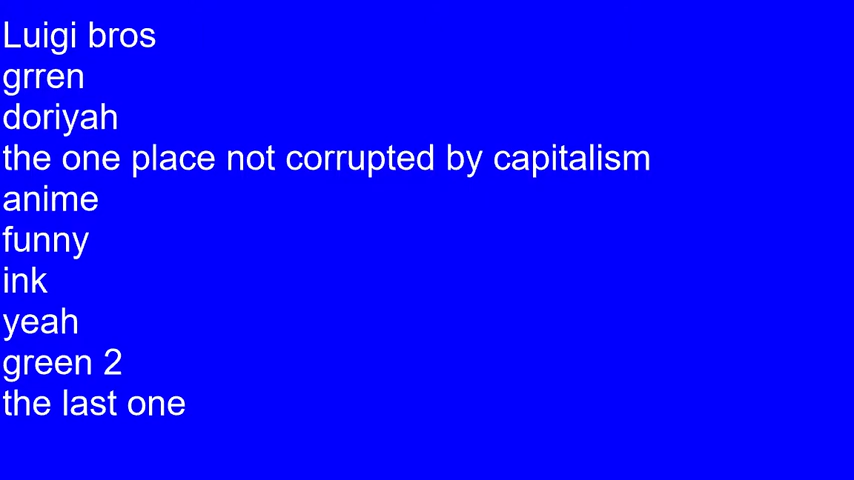 Luigi bros
grren
doriyah
the one place not corrupted by capitalism
anime
funny
ink
yeah
green 2
the last one